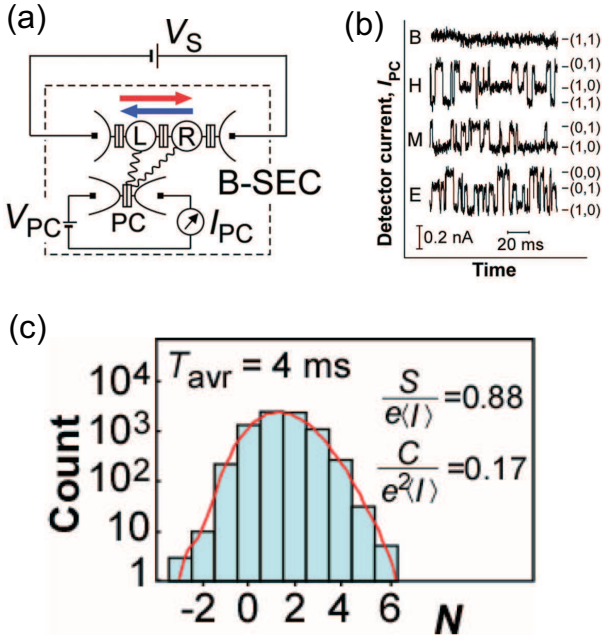 (a)
V_S
L
R
B-SEC
V_PC
PC
I_PC
(b)
Detector current, I_PC
B
(1,1)
H
(0,1)
(1,0)
(1,1)
M
(0,1)
(1,0)
E
(0,0)
(0,1)
(1,0)
0.2 nA
20 ms
Time
(c)
T_avr = 4 ms
S/e⟨I⟩=0.88
C/e²⟨I⟩=0.17
Count
10⁴
10³
10²
10
1
-2 0 2 4 6 N